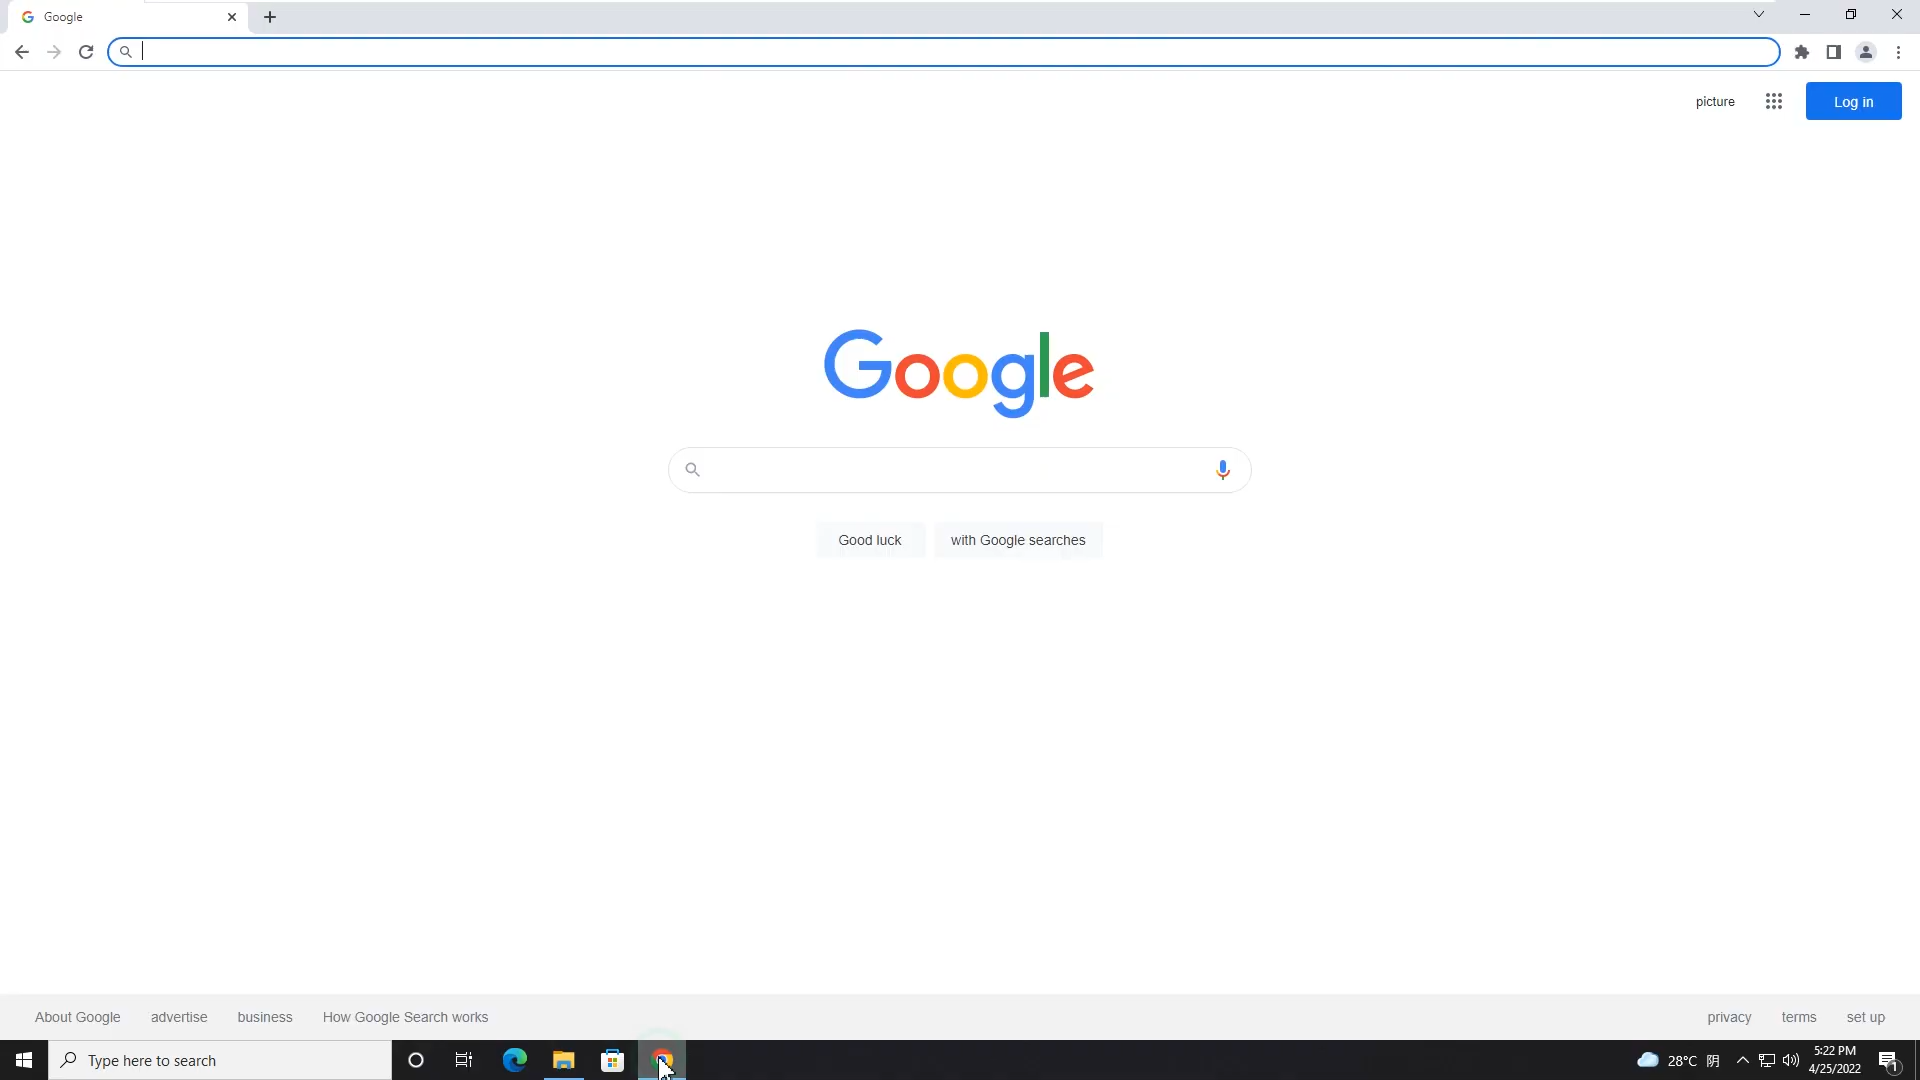 Google
picture
Log in
Google
Good luck
with Google searches
About Google
advertise
business
How Google Search works
privacy
terms
set up
Type here to search
28°C 阴
5:22 PM
4/25/2022
1